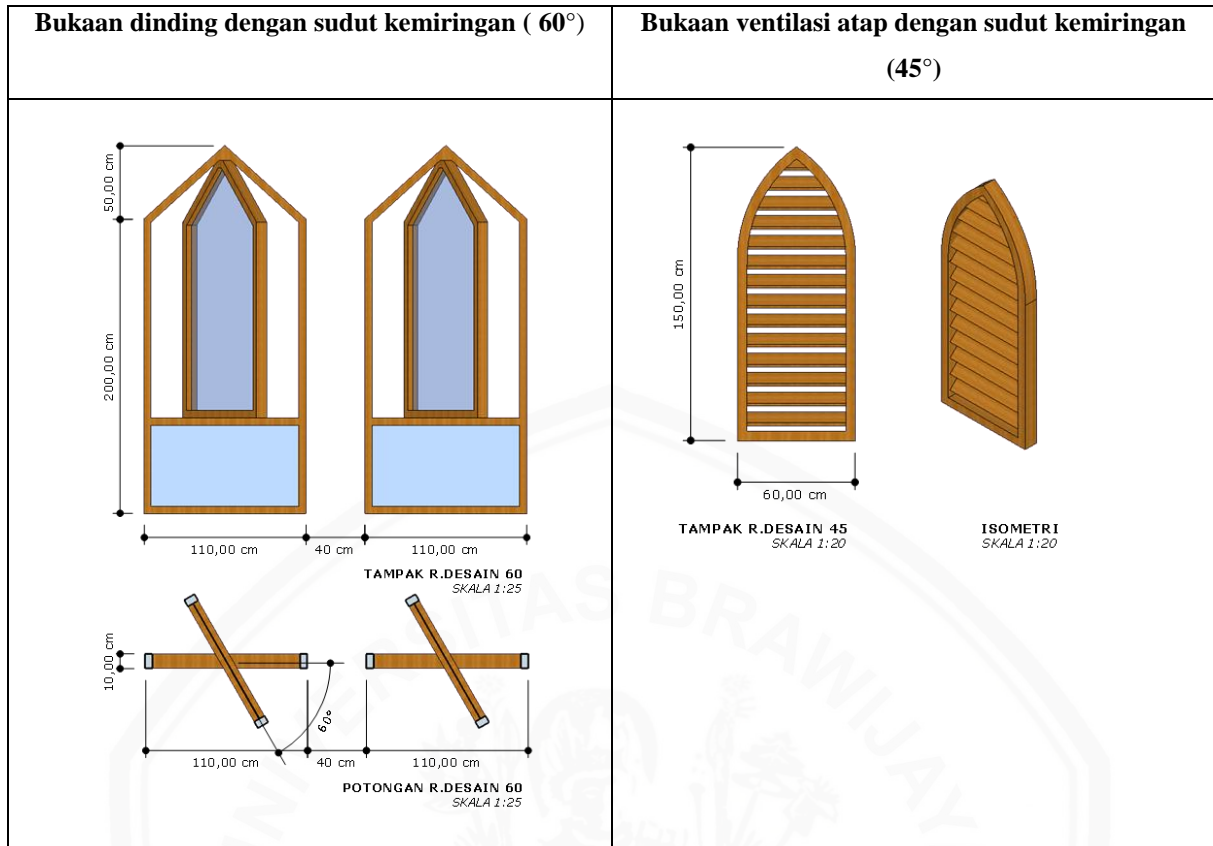 Bukaan dinding dengan sudut kemiringan ( 60°)
Bukaan ventilasi atap dengan sudut kemiringan
(45°)
50,00 cm
200,00 cm
110,00 cm
40 cm
110,00 cm
TAMPAK R.DESAIN 60
SKALA 1:25
10,00 cm
60°
110,00 cm
40 cm
110,00 cm
POTONGAN R.DESAIN 60
SKALA 1:25
150,00 cm
60,00 cm
TAMPAK R.DESAIN 45
SKALA 1:20
ISOMETRI
SKALA 1:20
UNIVERSITAS BRAWIJAYA